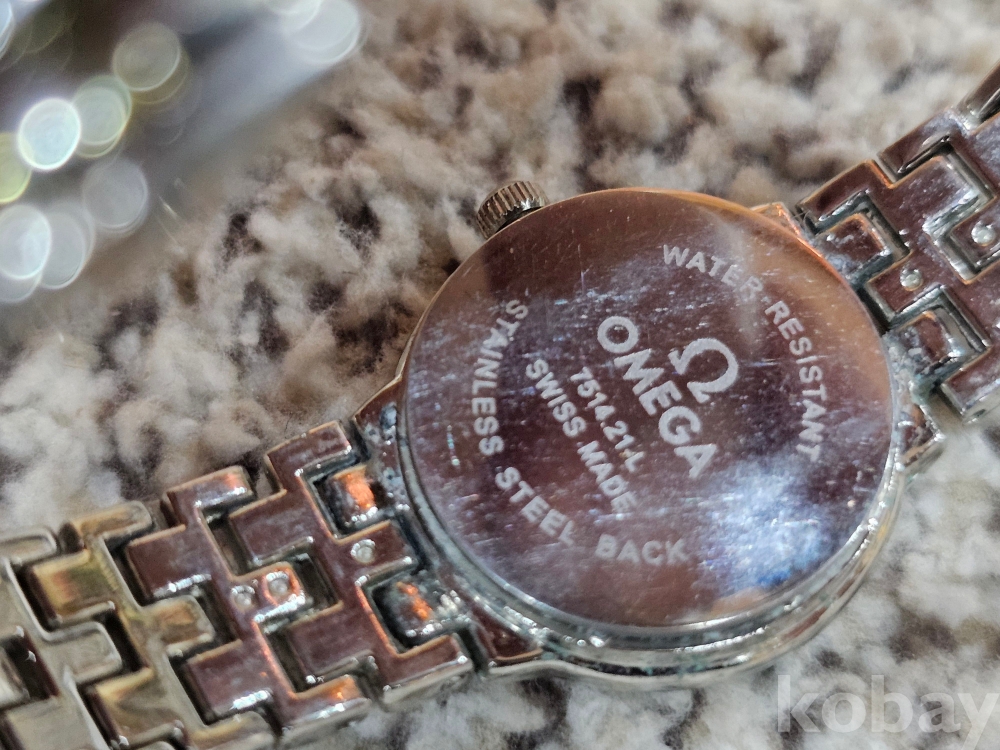 WATER-RESISTANT
Ω
OMEGA
7514.21.L
SWISS MADE
STAINLESS STEEL BACK
kobay